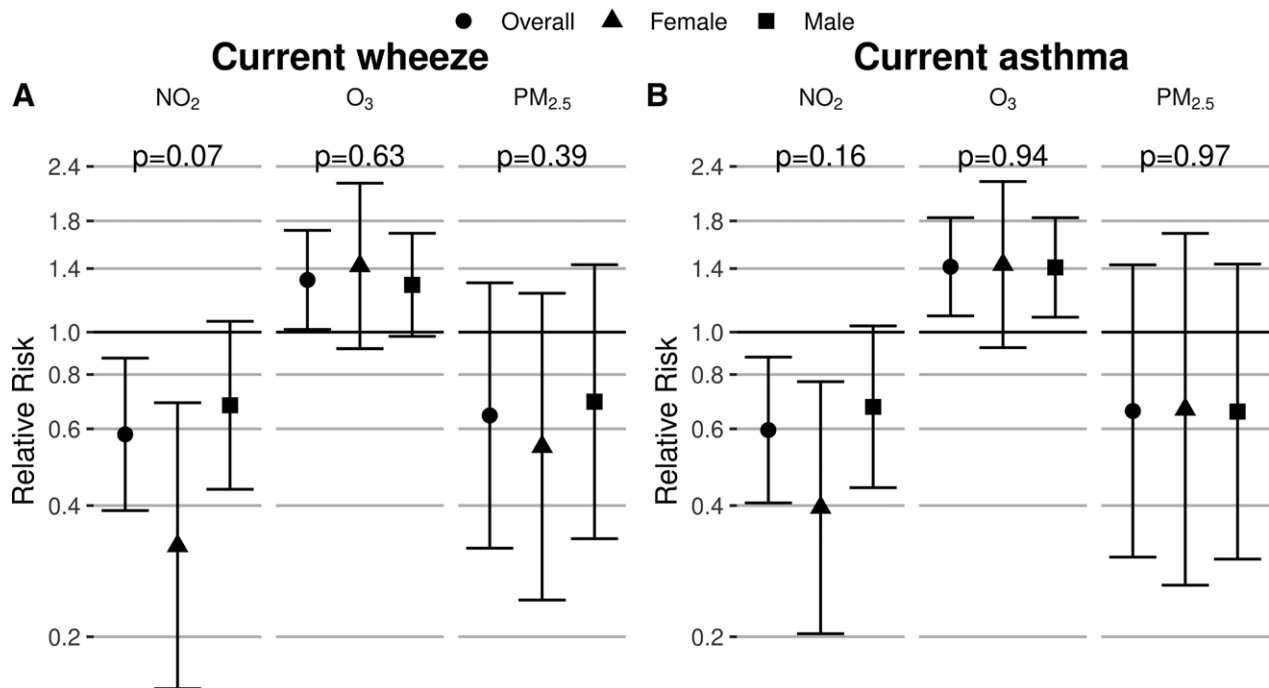 Overall Female Male
Current wheeze Current asthma
A NO₂ O₃ PM₂.₅ B NO₂ O₃ PM₂.₅
p=0.07 p=0.63 p=0.39 p=0.16 p=0.94 p=0.97
2.4 2.4
1.8 1.8
1.4 1.4
1.0 1.0
0.8 0.8
0.6 0.6
0.4 0.4
0.2 0.2
Relative Risk Relative Risk